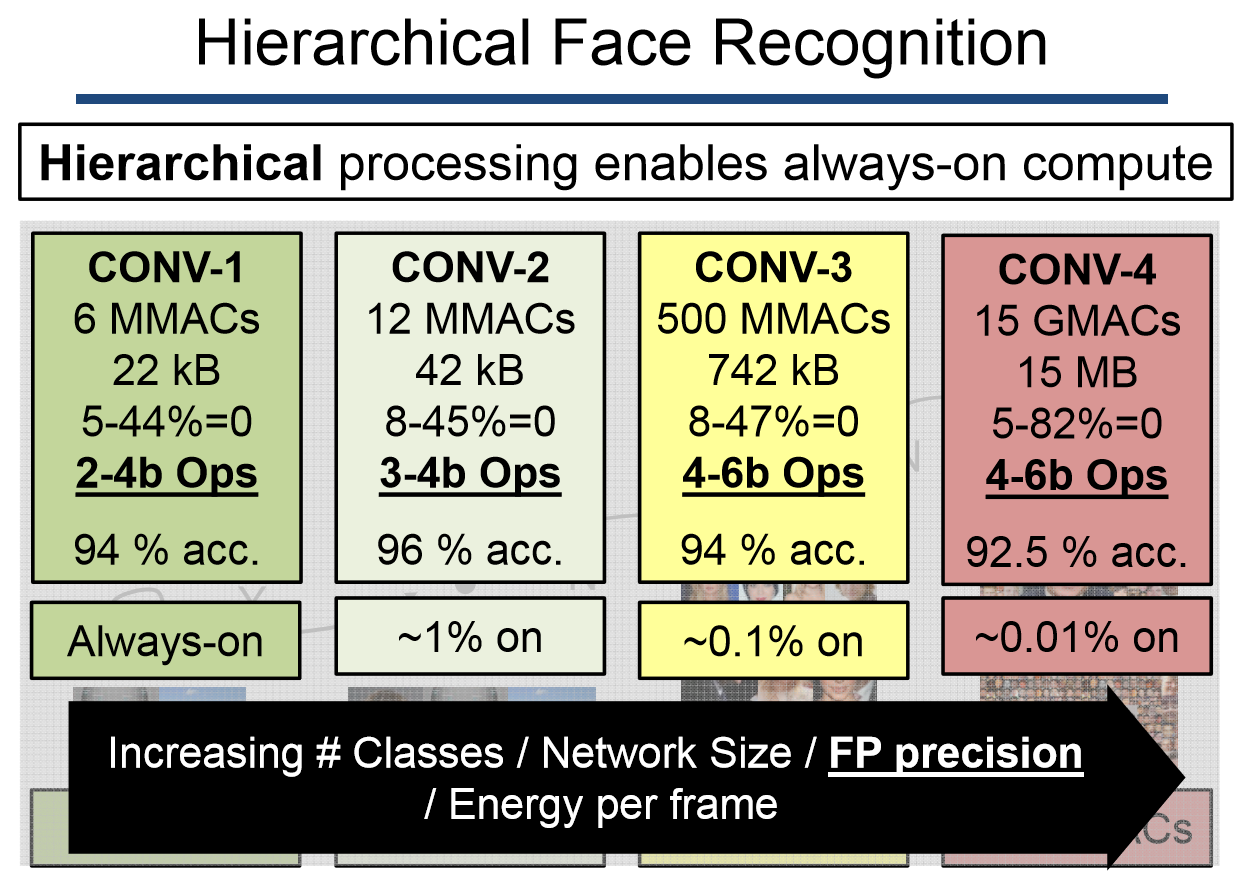 Hierarchical Face Recognition
Hierarchical processing enables always-on compute
CONV-1
6 MMACs
22 kB
5-44%=0
2-4b Ops
94 % acc.
Always-on
CONV-2
12 MMACs
42 kB
8-45%=0
3-4b Ops
96 % acc.
~1% on
CONV-3
500 MMACs
742 kB
8-47%=0
4-6b Ops
94 % acc.
~0.1% on
CONV-4
15 GMACs
15 MB
5-82%=0
4-6b Ops
92.5 % acc.
~0.01% on
Increasing # Classes / Network Size / FP precision
/ Energy per frame